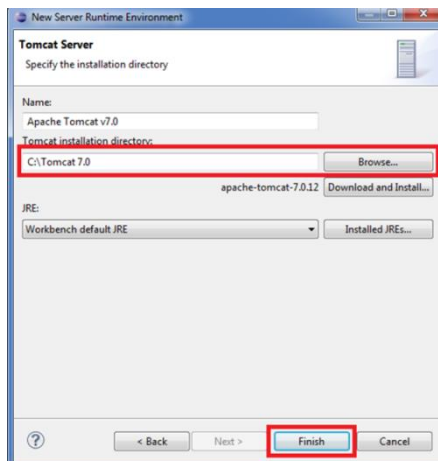 New Server Runtime Environment
Tomcat Server
Specify the installation directory
Name:
Apache Tomcat v7.0
Tomcat installation directory:
C:\Tomcat 7.0 Browse...
apache-tomcat-7.0.12 Download and Install...
JRE:
Workbench default JRE Installed JREs...
? < Back Next > Finish Cancel